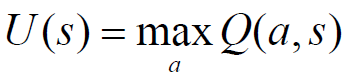 U(s) = max Q(a, s)
a